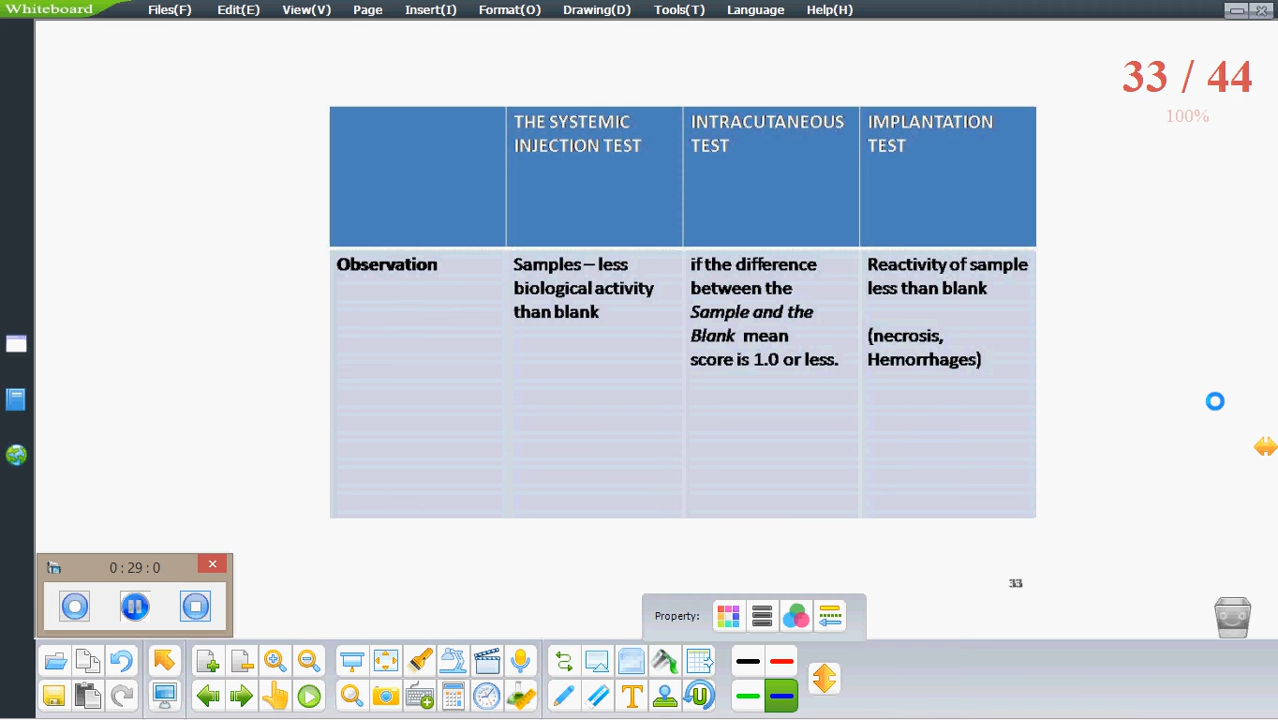 Whiteboard Files(F) Edit(E) View(V) Page Insert(I) Format(O) Drawing(D) Tools(T) Language Help(H)
33 / 44
100%
THE SYSTEMIC
INJECTION TEST
INTRACUTANEOUS
TEST
IMPLANTATION
TEST
Observation
Samples – less
biological activity
than blank
if the difference
between the
Sample and the
Blank mean
score is 1.0 or less.
Reactivity of sample
less than blank
(necrosis,
Hemorrhages)
0 : 29 : 0
33
Property: